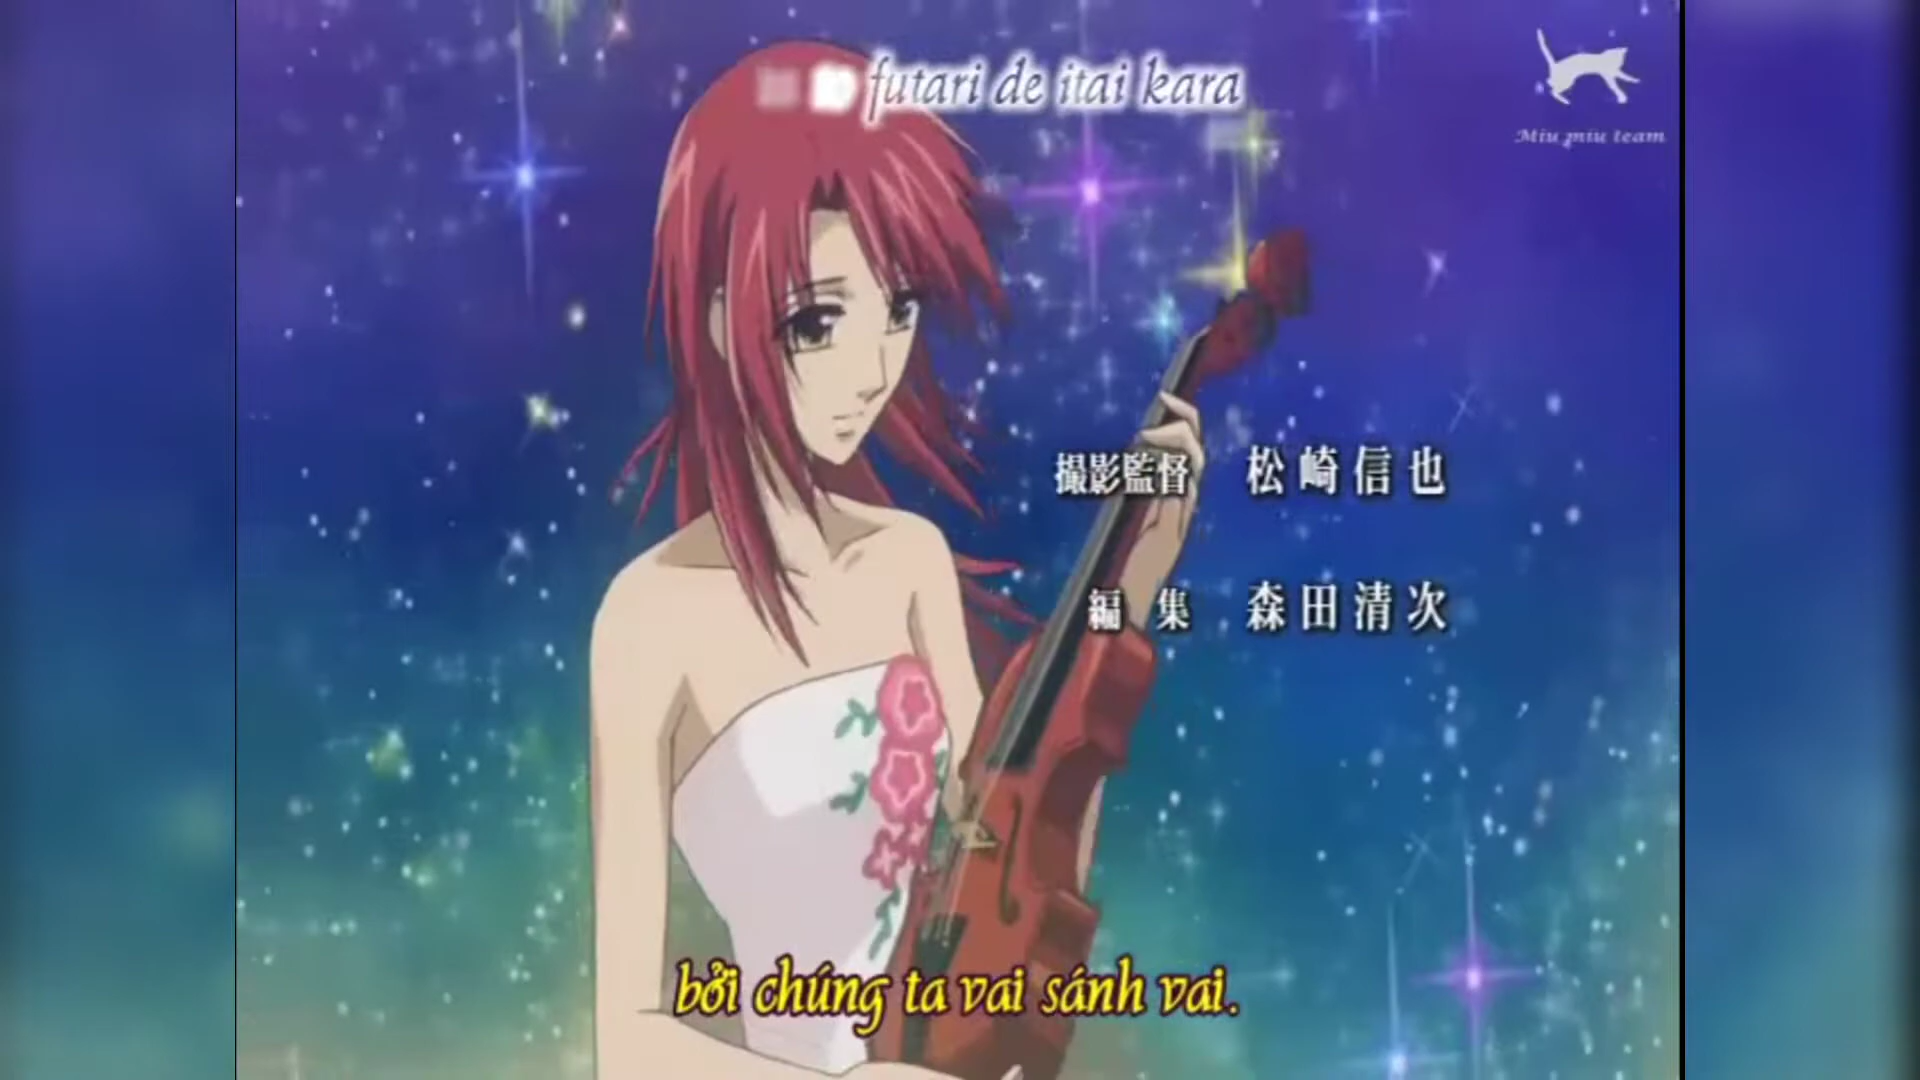 futari de itai kara
Miu miu team
撮影監督 松崎信也
編集 森田清次
bởi chúng ta vai sánh vai.